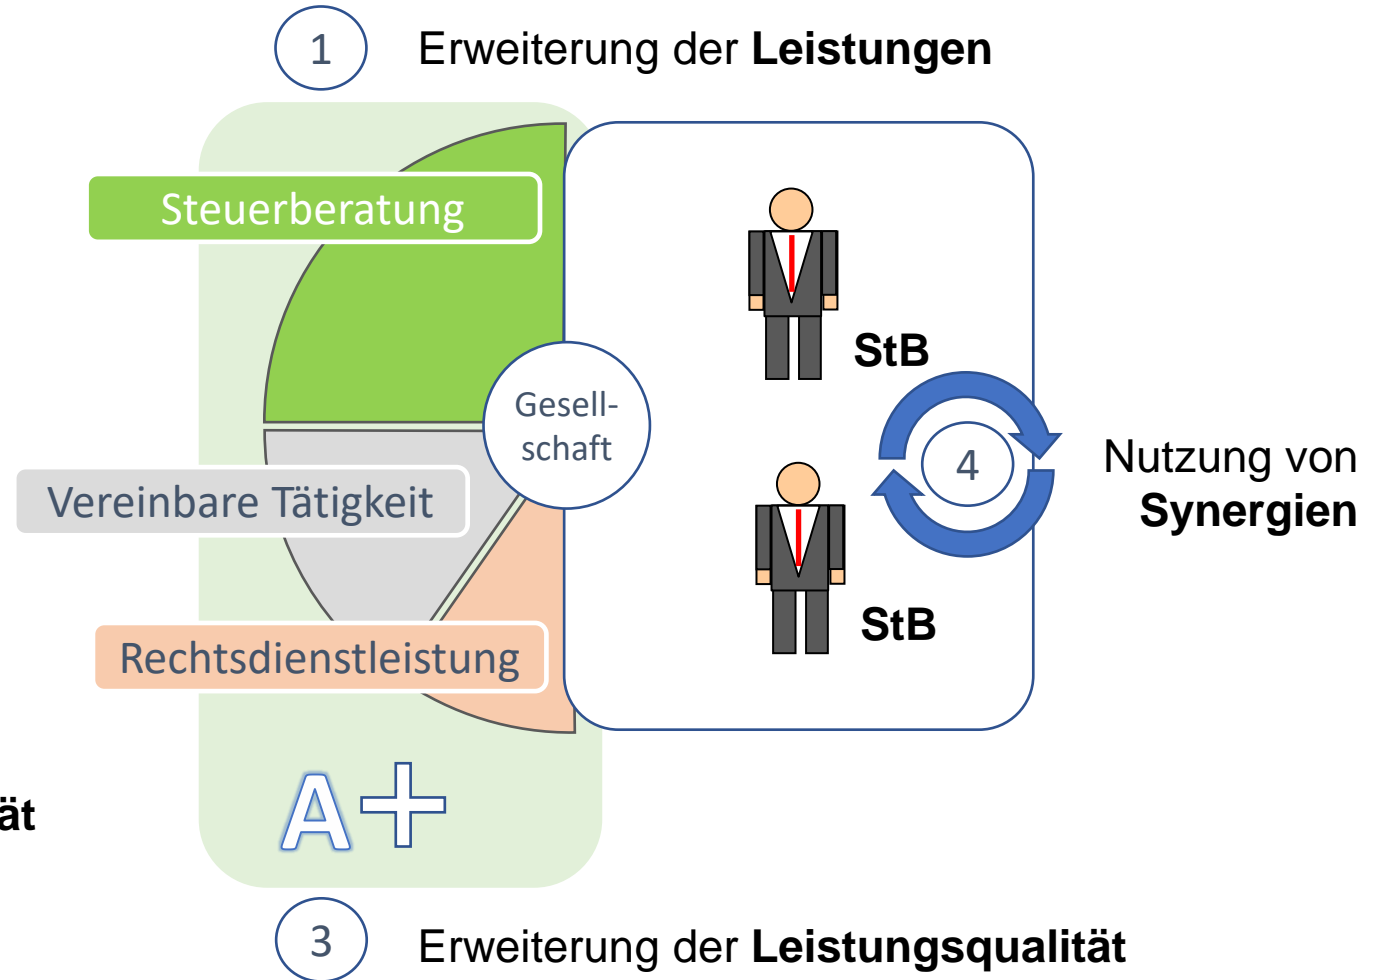 1
Erweiterung der Leistungen
Steuerberatung
StB
Gesell-
schaft
4
Nutzung von
Synergien
Vereinbare Tätigkeit
StB
Rechtsdienstleistung
A+
ät
3
Erweiterung der Leistungsqualität